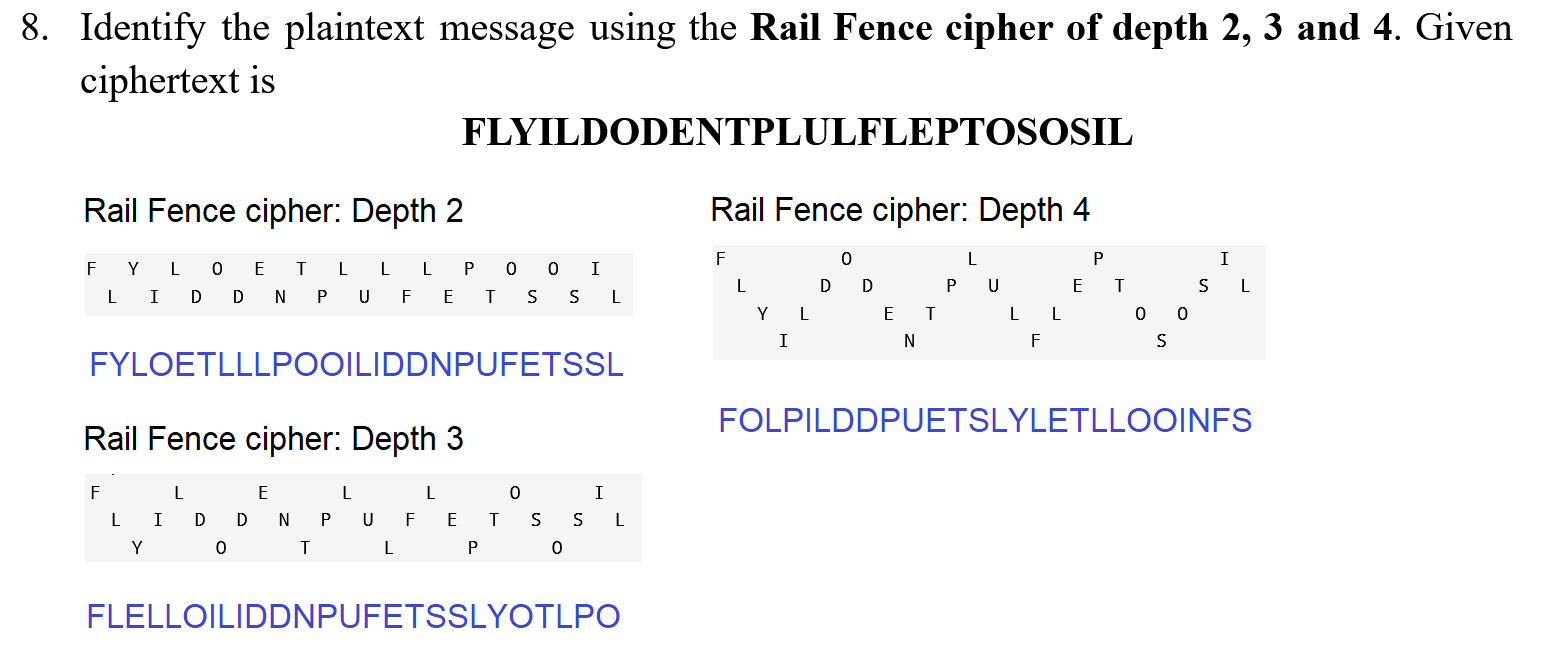 8. Identify the plaintext message using the Rail Fence cipher of depth 2, 3 and 4. Given
ciphertext is
FLYILDODENTPLULFLEPTOSOSIL
Rail Fence cipher: Depth 2
F Y L O E T L L L P O O I
L I D D N P U F E T S S L
FYLOETLLLPOOILIDDNPUFETSSL
Rail Fence cipher: Depth 3
F L E L L O I
L I D D N P U F E T S S L
Y O T L P O
FLELLOILIDDNPUFETSSLYOTLPO
Rail Fence cipher: Depth 4
F O L P I
L D D P U E T S L
Y L E T L L O O
I N F S
FOLPILDDPUETSLYLETLLOOINFS